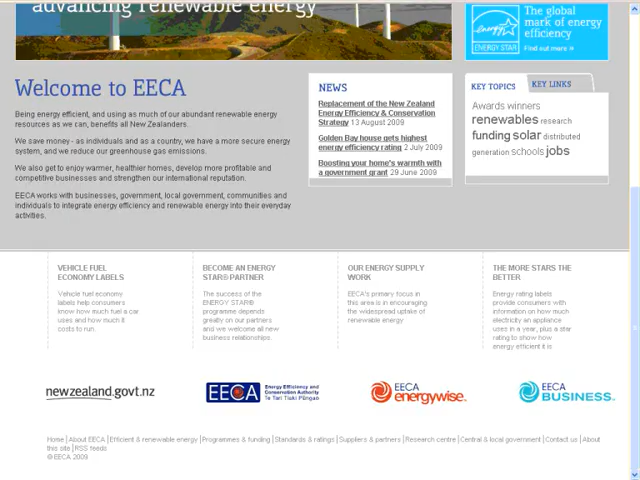 advancing renewable energy
The global
mark of energy
efficiency
ENERGY STAR
Find out more »
Welcome to EECA
Being energy efficient, and using as much of our abundant renewable energy
resources as we can, benefits all New Zealanders.
We save money - as individuals and as a country, we have a more secure energy
system, and we reduce our greenhouse gas emissions.
We also get to enjoy warmer, healthier homes, develop more profitable and
competitive businesses and strengthen our international reputation.
EECA works with businesses, government, local government, communities and
individuals to integrate energy efficiency and renewable energy into their everyday
activities.
NEWS
Replacement of the New Zealand
Energy Efficiency & Conservation
Strategy 13 August 2009
Golden Bay house gets highest
energy efficiency rating 2 July 2009
Boosting your home's warmth with
a government grant 29 June 2009
KEY TOPICS
KEY LINKS
Awards winners
renewables research
funding solar distributed
generation schools jobs
VEHICLE FUEL
ECONOMY LABELS
Vehicle fuel economy
labels help consumers
know how much fuel a car
uses and how much it
costs to run.
BECOME AN ENERGY
STAR® PARTNER
The success of the
ENERGY STAR®
programme depends
greatly on our partners
and we welcome all new
business relationships.
OUR ENERGY SUPPLY
WORK
EECA's primary focus in
this area is in encouraging
the widespread uptake of
renewable energy
THE MORE STARS THE
BETTER
Energy rating labels
provide consumers with
information on how much
electricity an appliance
uses in a year, plus a star
rating to show how
energy efficient it is
newzealand.govt.nz
EECA
Energy Efficiency and
Conservation Authority
Te Tari Tiaki Pūngao
EECA
energywise™
EECA
BUSINESS™
Home | About EECA | Efficient & renewable energy | Programmes & funding | Standards & ratings | Suppliers & partners | Research centre | Central & local government | Contact us | About
this site | RSS feeds
© EECA 2009